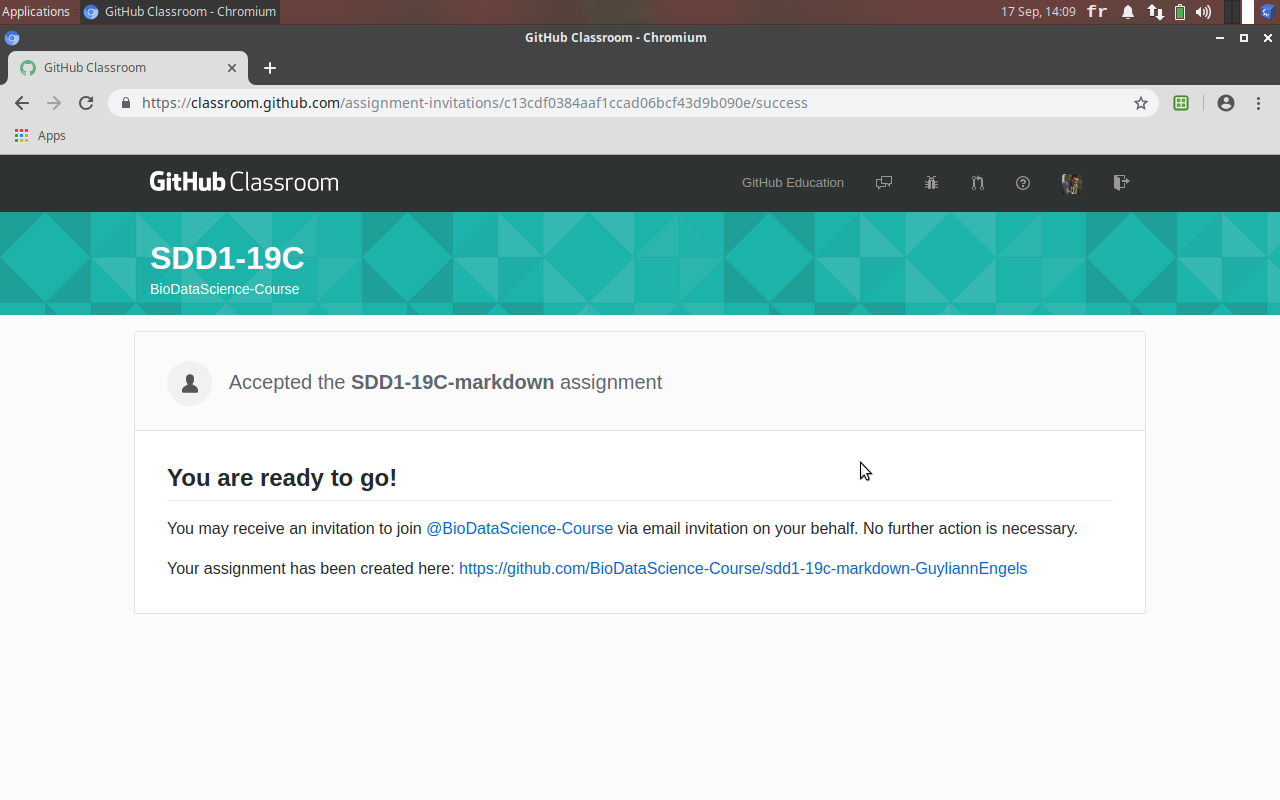 Applications GitHub Classroom - Chromium 17 Sep, 14:09 fr
GitHub Classroom - Chromium
GitHub Classroom
https://classroom.github.com/assignment-invitations/c13cdf0384aaf1ccad06bcf43d9b090e/success
Apps
GitHub Classroom GitHub Education
SDD1-19C
BioDataScience-Course
Accepted the SDD1-19C-markdown assignment
You are ready to go!
You may receive an invitation to join @BioDataScience-Course via email invitation on your behalf. No further action is necessary.
Your assignment has been created here: https://github.com/BioDataScience-Course/sdd1-19c-markdown-GuyliannEngels